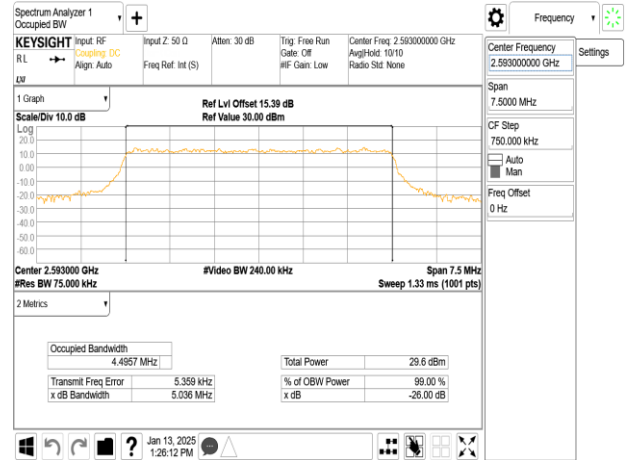 Spectrum Analyzer 1
Occupied BW
Frequency
KEYSIGHT
RL
LXI
Input: RF
Coupling: DC
Align: Auto
Input Z: 50 Ω
Freq Ref: Int (S)
Atten: 30 dB
Trig: Free Run
Gate: Off
#IF Gain: Low
Center Freq: 2.593000000 GHz
Avg|Hold: 10/10
Radio Std: None
Center Frequency
2.593000000 GHz
Settings
Span
7.5000 MHz
CF Step
750.000 kHz
Auto
Man
Freq Offset
0 Hz
1 Graph
Scale/Div 10.0 dB
Ref Lvl Offset 15.39 dB
Ref Value 30.00 dBm
Log
20.0
10.0
0.00
-10.0
-20.0
-30.0
-40.0
-50.0
-60.0
Center 2.593000 GHz
#Res BW 75.000 kHz
#Video BW 240.00 kHz
Span 7.5 MHz
Sweep 1.33 ms (1001 pts)
2 Metrics
Occupied Bandwidth
4.4957 MHz
Transmit Freq Error 5.359 kHz
x dB Bandwidth 5.036 MHz
Total Power 29.6 dBm
% of OBW Power 99.00 %
x dB -26.00 dB
?
Jan 13, 2025
1:26:12 PM